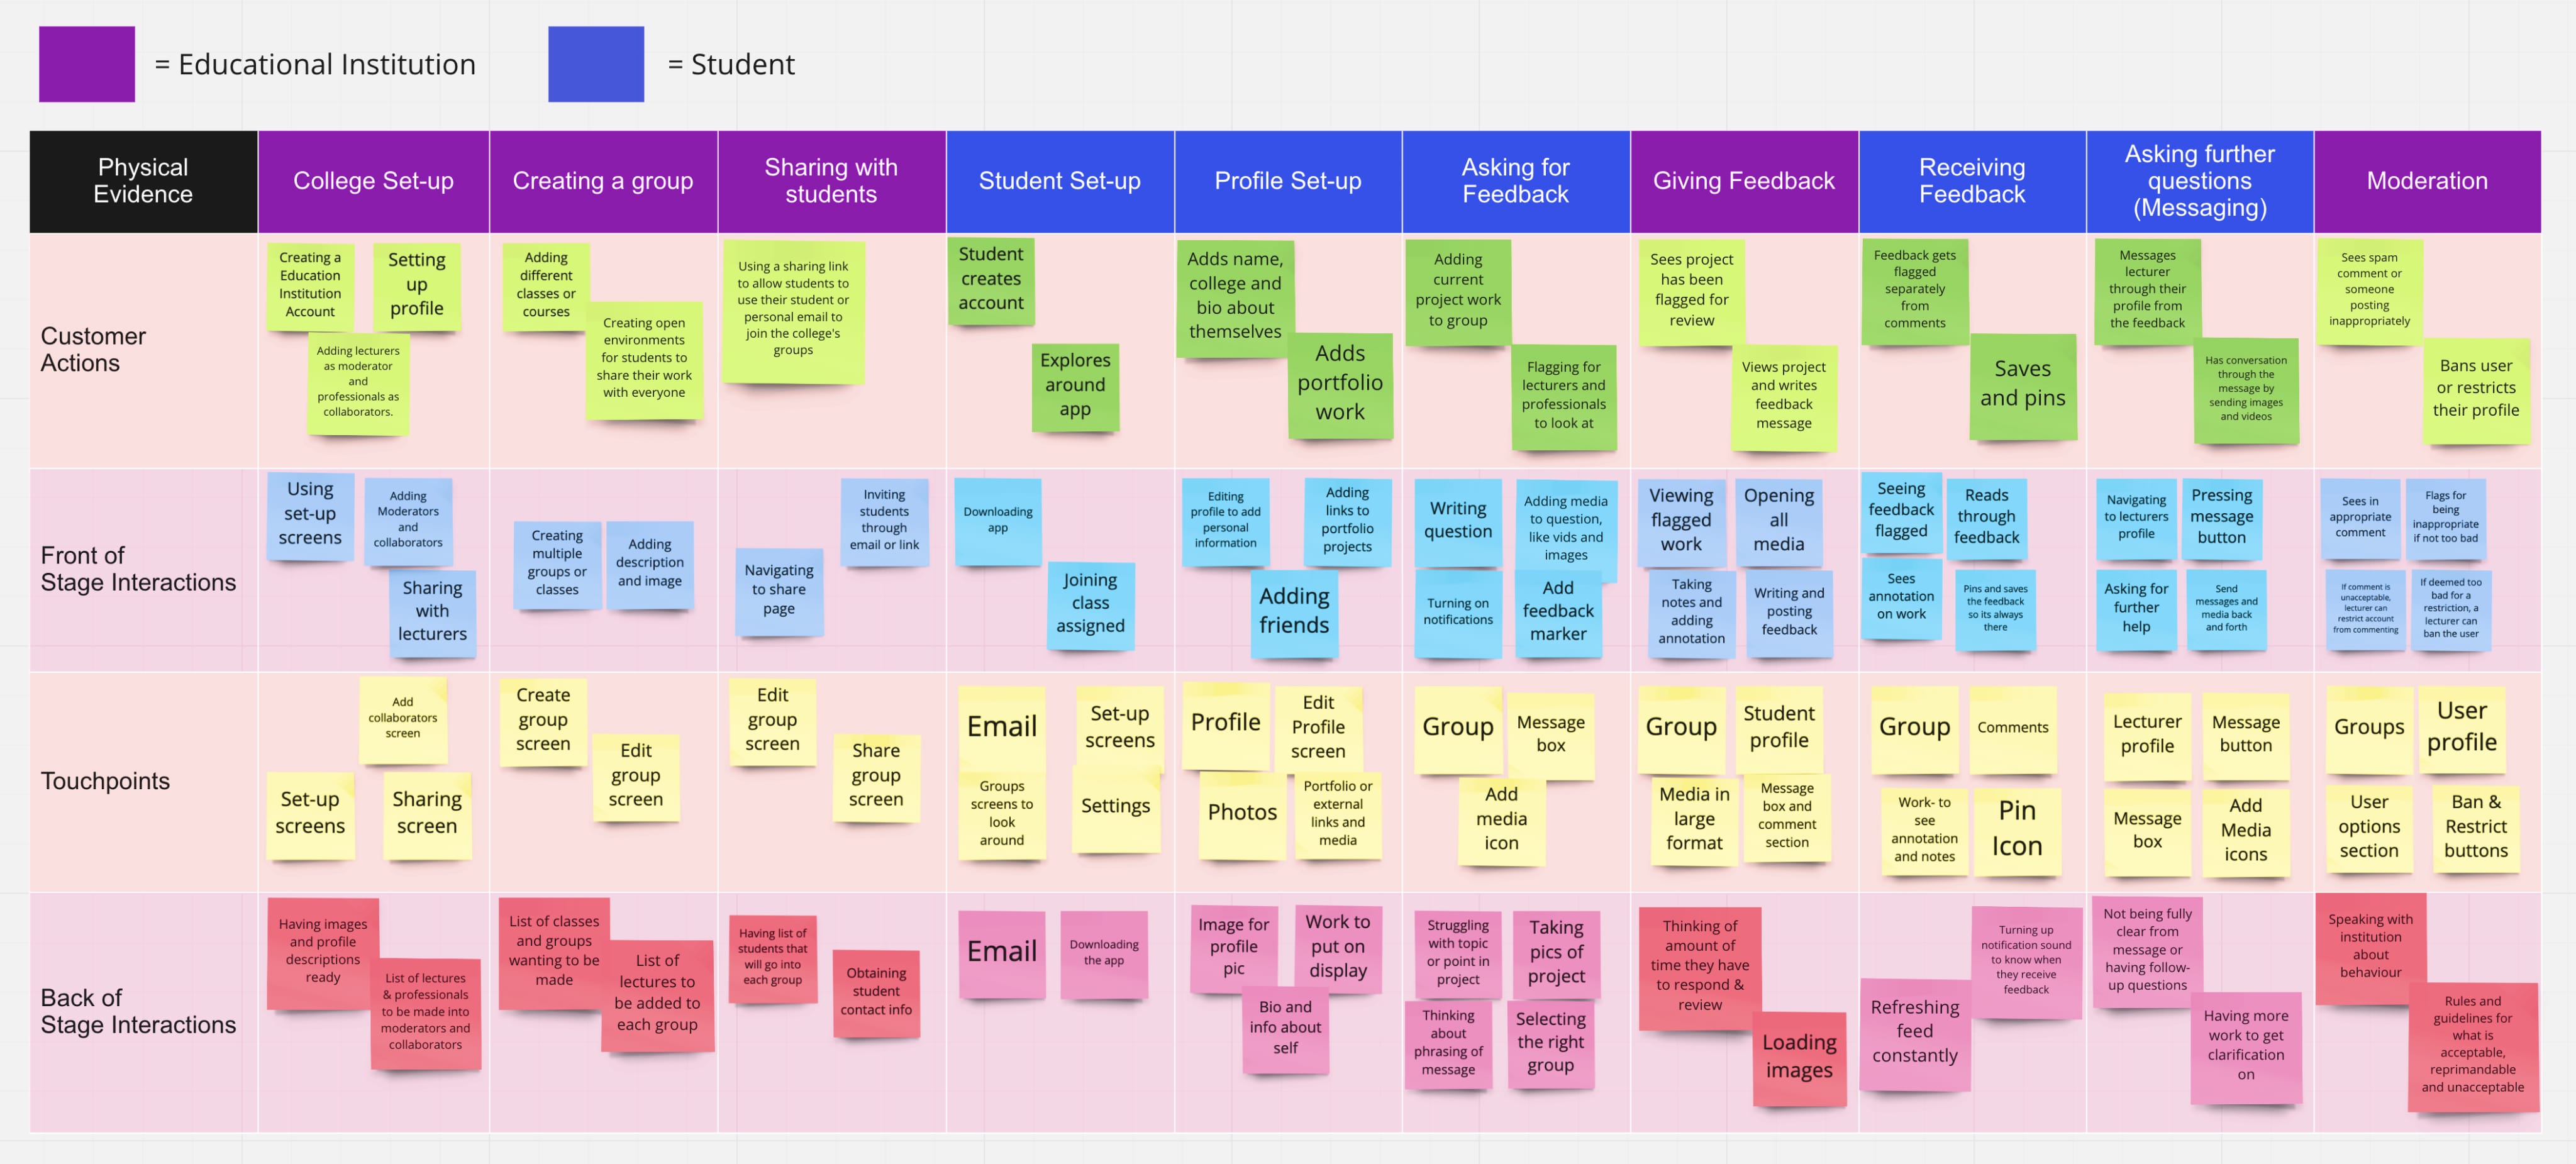 = Educational Institution
= Student
Physical
Evidence
College Set-up
Creating a group
Sharing with
students
Student Set-up
Profile Set-up
Asking for
Feedback
Giving Feedback
Receiving
Feedback
Asking further
questions
(Messaging)
Moderation
Customer
Actions
Creating a
Education
Institution
Account
Setting
up
profile
Adding lecturers
as moderator
and
professionals as
collaborators.
Adding
different
classes or
courses
Creating open
environments
for students to
share their work
with everyone
Using a sharing link
to allow students to
use their student or
personal email to
join the college's
groups
Student
creates
account
Explores
around
app
Adds name,
college and
bio about
themselves
Adds
portfolio
work
Adding
current
project work
to group
Flagging for
lecturers and
professionals
to look at
Sees project
has been
flagged for
review
Views project
and writes
feedback
message
Feedback gets
flagged
separately
from
comments
Saves
and pins
Messages
lecturer
through their
profile from
the feedback
Has conversation
through the
message by
sending images
and videos
Sees spam
comment or
someone
posting
inappropriately
Bans user
or restricts
their profile
Front of
Stage Interactions
Using
set-up
screens
Adding
Moderators
and
collaborators
Sharing
with
lecturers
Creating
multiple
groups or
classes
Adding
description
and image
Inviting
students
through
email or link
Navigating
to share
page
Downloading
app
Joining
class
assigned
Editing
profile to add
personal
information
Adding
links to
portfolio
projects
Adding
friends
Writing
question
Adding media
to question,
like vids and
images
Turning on
notifications
Add
feedback
marker
Viewing
flagged
work
Opening
all
media
Taking
notes and
adding
annotation
Writing and
posting
feedback
Seeing
feedback
flagged
Reads
through
feedback
Sees
annotation
on work
Pins and saves
the feedback
so its always
there
Navigating
to lecturers
profile
Pressing
message
button
Asking for
further
help
Send
messages and
media back
and forth
Sees in
appropriate
comment
Flags for
being
inappropriate
if not too bad
If comment is
unacceptable,
lecturer can
restrict account
from commenting
If deemed too
bad for a
restriction, a
lecturer can
ban the user
Touchpoints
Add
collaborators
screen
Set-up
screens
Sharing
screen
Create
group
screen
Edit
group
screen
Edit
group
screen
Share
group
screen
Email
Set-up
screens
Groups
screens to
look
around
Settings
Profile
Edit
Profile
screen
Photos
Portfolio or
external
links and
media
Group
Message
box
Add
media
icon
Group
Student
profile
Media in
large
format
Message
box and
comment
section
Group
Comments
Work- to
see
annotation
and notes
Pin
Icon
Lecturer
profile
Message
button
Message
box
Add
Media
icons
Groups
User
profile
User
options
section
Ban &
Restrict
buttons
Back of
Stage Interactions
Having images
and profile
descriptions
ready
List of lectures
& professionals
to be made into
moderators and
collaborators
List of classes
and groups
wanting to be
made
List of
lectures to
be added to
each group
Having list of
students that
will go into
each group
Obtaining
student
contact info
Email
Downloading
the app
Image for
profile
pic
Work to
put on
display
Bio and
info about
self
Struggling
with topic
or point in
project
Taking
pics of
project
Thinking
about
phrasing of
message
Selecting
the right
group
Thinking of
amount of
time they have
to respond &
review
Loading
images
Turning up
notification sound
to know when
they receive
feedback
Refreshing
feed
constantly
Not being fully
clear from
message or
having follow-
up questions
Having more
work to get
clarification
on
Speaking with
institution
about
behaviour
Rules and
guidelines for
what is
acceptable,
reprimandable
and unacceptable